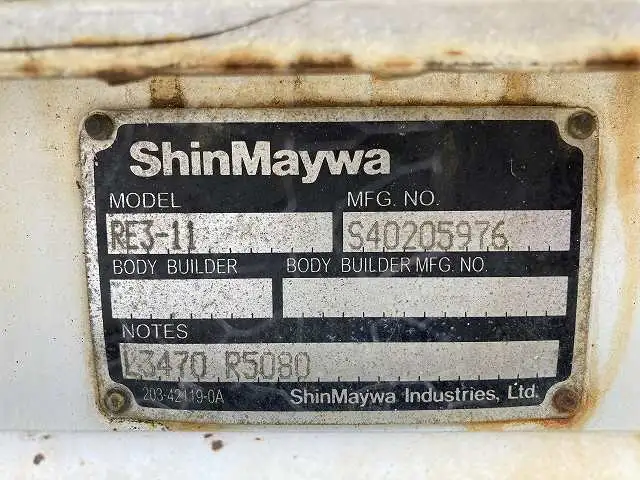 ShinMaywa
MODEL MFG. NO.
RE3-11 S40205976
BODY BUILDER BODY BUILDER MFG. NO.
NOTES
L3470 R5080
203-42119-0A ShinMaywa Industries, Ltd.